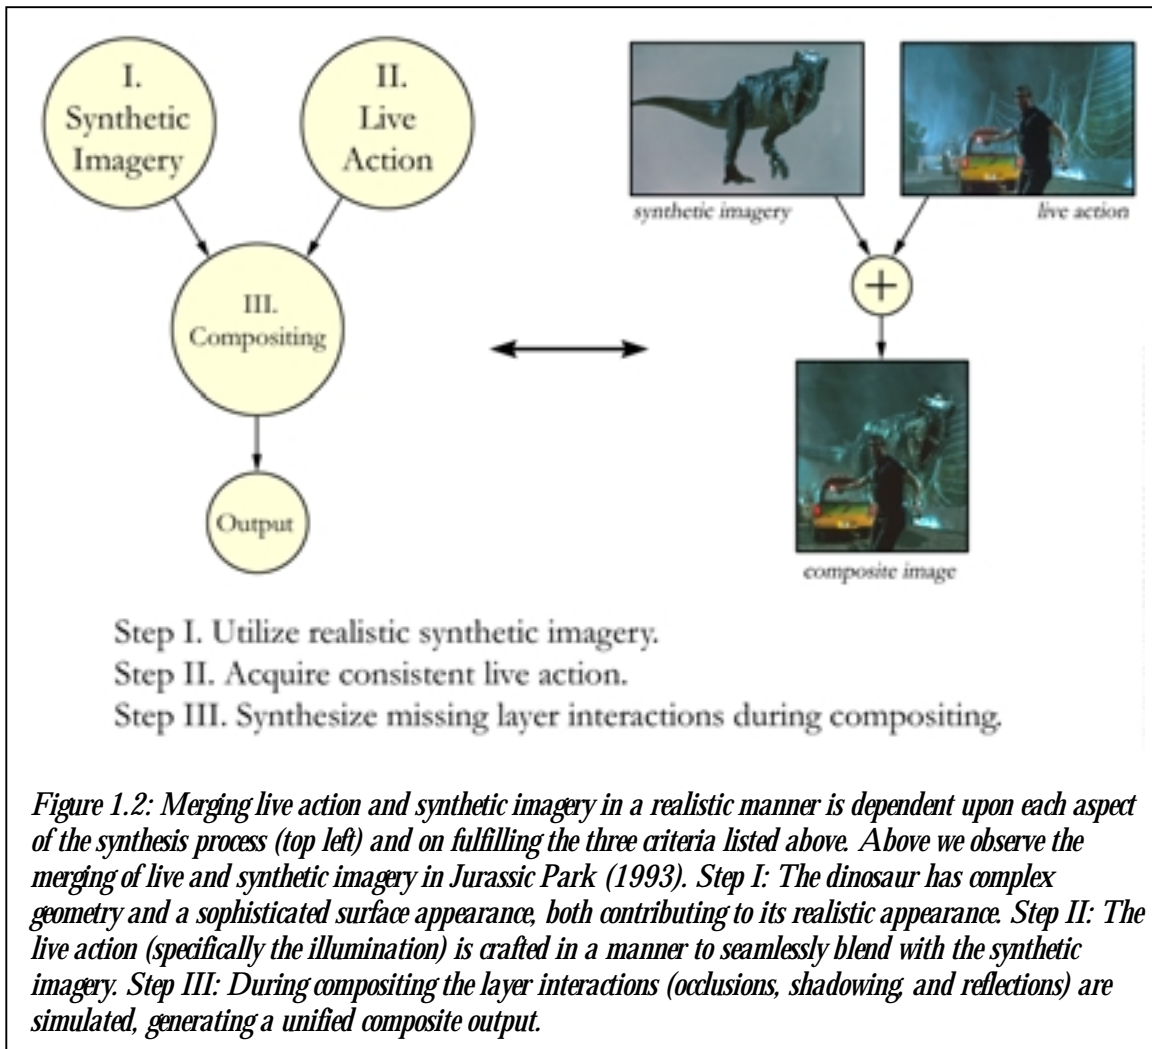 I.
Synthetic
Imagery
II.
Live
Action
III.
Compositing
Output
synthetic imagery
live action
+
composite image
Step I. Utilize realistic synthetic imagery.
Step II. Acquire consistent live action.
Step III. Synthesize missing layer interactions during compositing.
Figure 1.2: Merging live action and synthetic imagery in a realistic manner is dependent upon each aspect
of the synthesis process (top left) and on fulfilling the three criteria listed above. Above we observe the
merging of live and synthetic imagery in Jurassic Park (1993). Step I: The dinosaur has complex
geometry and a sophisticated surface appearance, both contributing to its realistic appearance. Step II: The
live action (specifically the illumination) is crafted in a manner to seamlessly blend with the synthetic
imagery. Step III: During compositing the layer interactions (occlusions, shadowing, and reflections) are
simulated, generating a unified composite output.